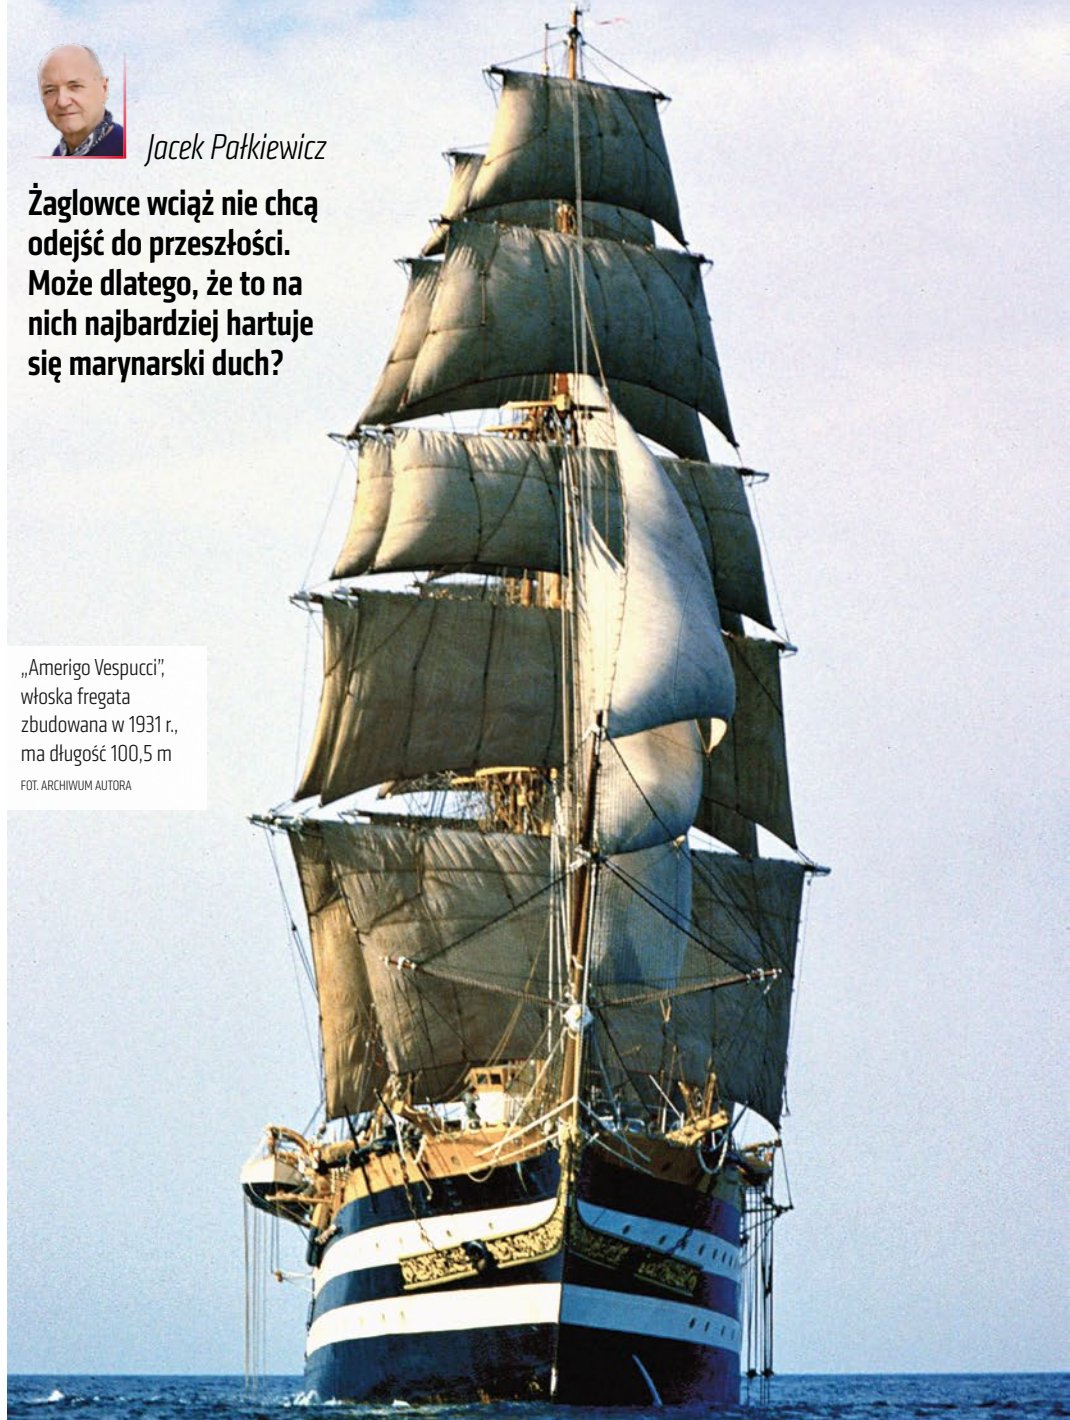 Jacek Pałkiewicz
Żaglowce wciąż nie chcą
odejść do przeszłości.
Może dlatego, że to na
nich najbardziej hartuje
się marynarski duch?
„Amerigo Vespucci”,
włoska fregata
zbudowana w 1931 r.,
ma długość 100,5 m
FOT. ARCHIWUM AUTORA